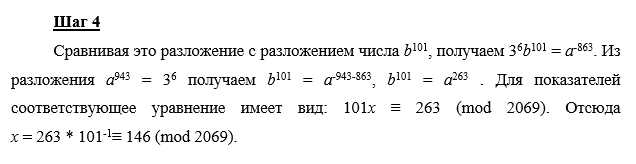 Шаг 4
Сравнивая это разложение с разложением числа b¹⁰¹, получаем 3⁶b¹⁰¹ = a⁻⁸⁶³. Из
разложения a⁹⁴³ = 3⁶ получаем b¹⁰¹ = a⁻⁹⁴³⁻⁸⁶³, b¹⁰¹ = a²⁶³ . Для показателей
соответствующее уравнение имеет вид: 101x ≡ 263 (mod 2069). Отсюда
x = 263 * 101⁻¹≡ 146 (mod 2069).